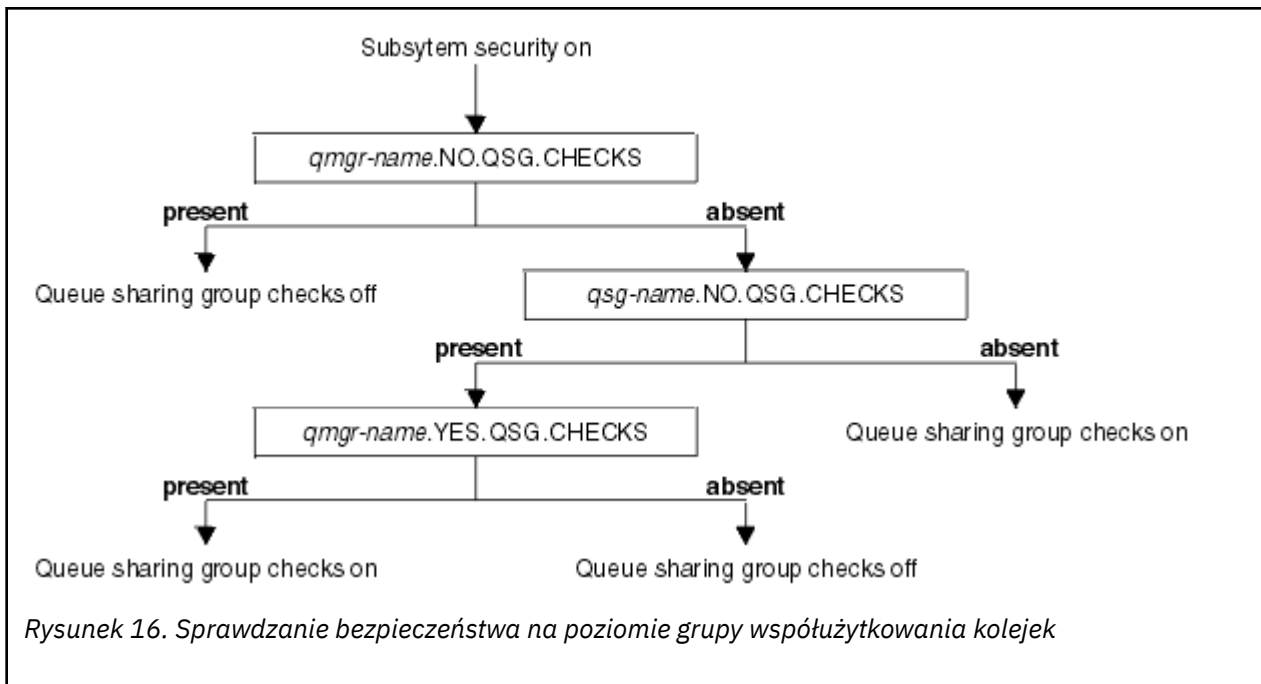 Subsytem security on
qmgr-name.NO.QSG.CHECKS
present absent
Queue sharing group checks off
qsg-name.NO.QSG.CHECKS
present absent
qmgr-name.YES.QSG.CHECKS
Queue sharing group checks on
present absent
Queue sharing group checks on
Queue sharing group checks off
Rysunek 16. Sprawdzanie bezpieczeństwa na poziomie grupy współużytkowania kolejek